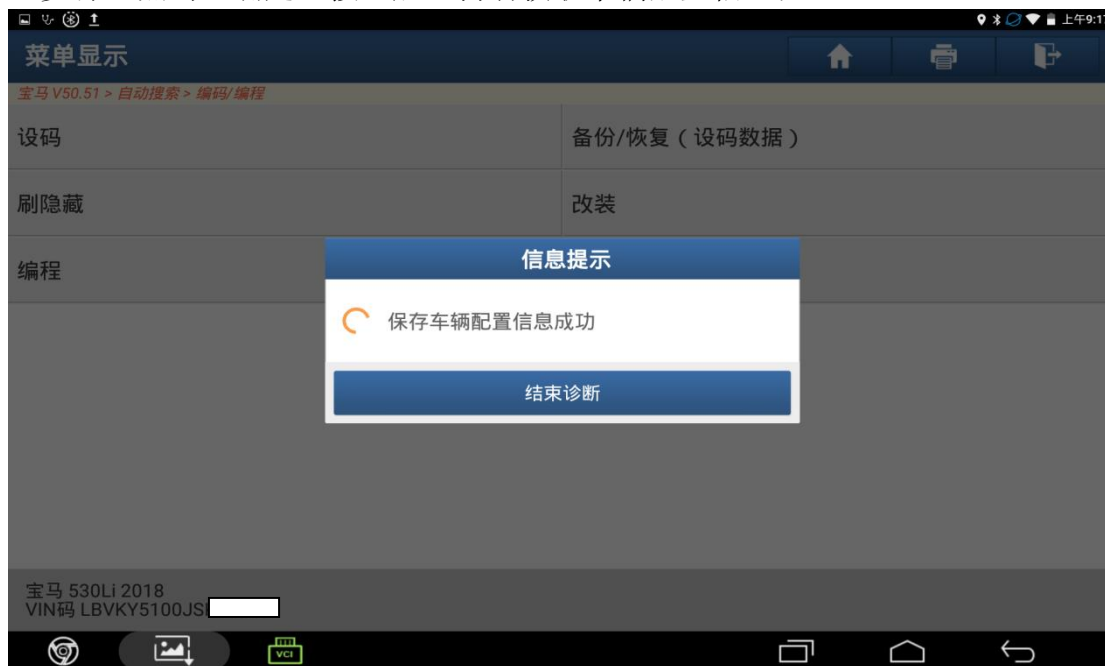 上午9:17
菜单显示
宝马 V50.51 > 自动搜索 > 编码/编程
设码
备份/恢复 ( 设码数据 )
刷隐藏
改装
编程
信息提示
保存车辆配置信息成功
结束诊断
宝马 530Li 2018
VIN码 LBVKY5100JS
VCI